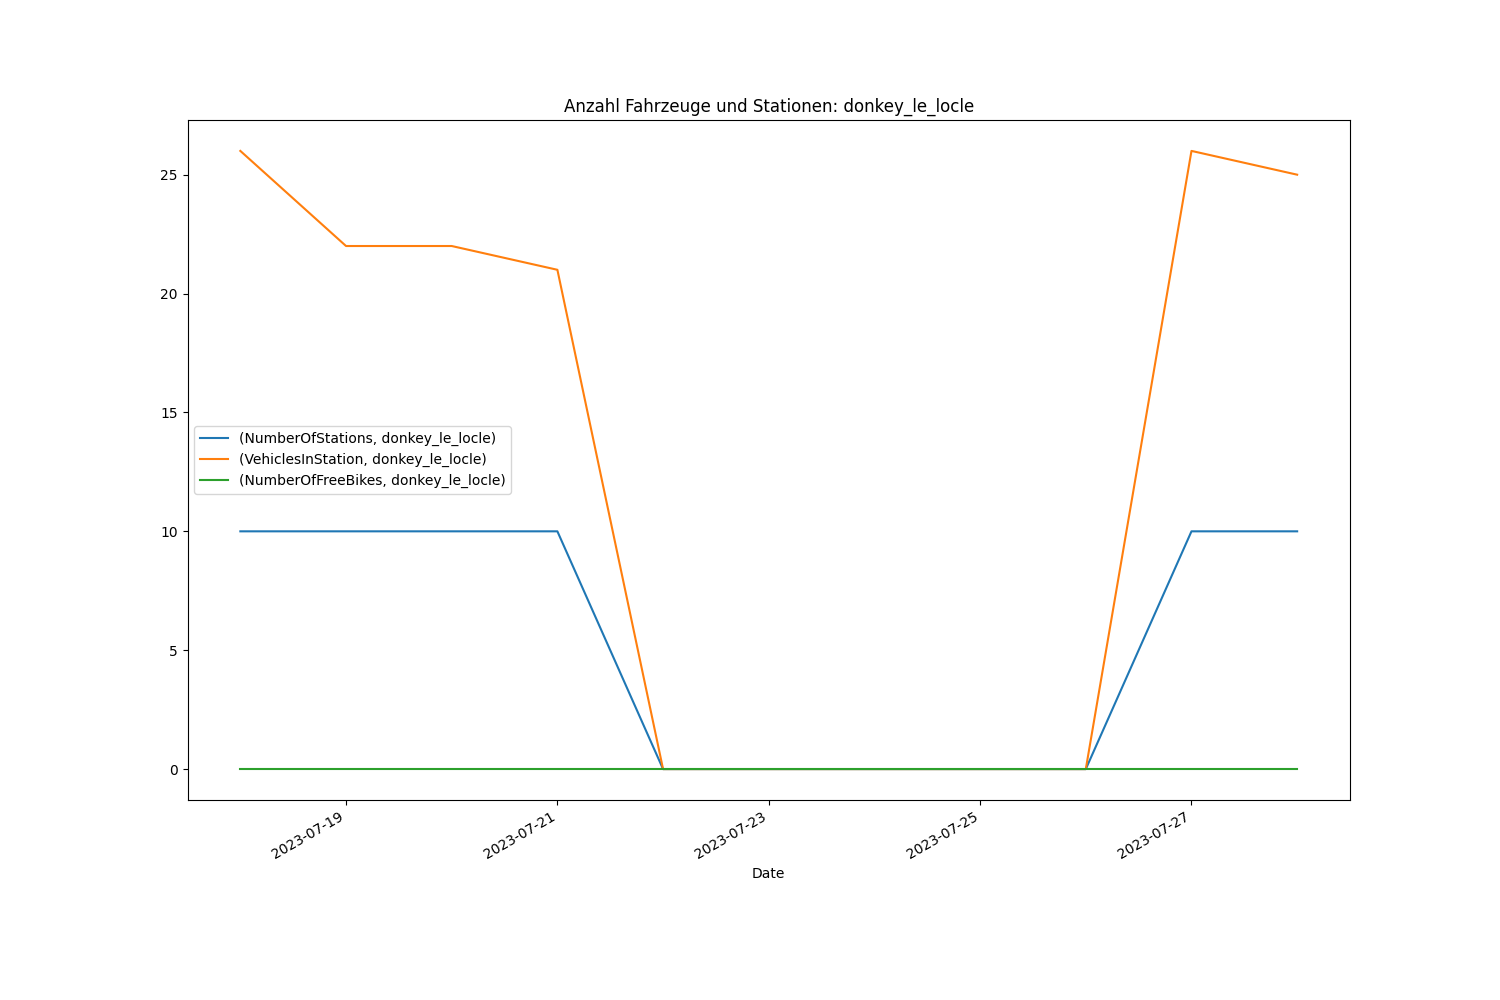 Anzahl Fahrzeuge und Stationen: donkey_le_locle
25
20
15
10
5
0
(NumberOfStations, donkey_le_locle)
(VehiclesInStation, donkey_le_locle)
(NumberOfFreeBikes, donkey_le_locle)
2023-07-19
2023-07-21
2023-07-23
2023-07-25
2023-07-27
Date